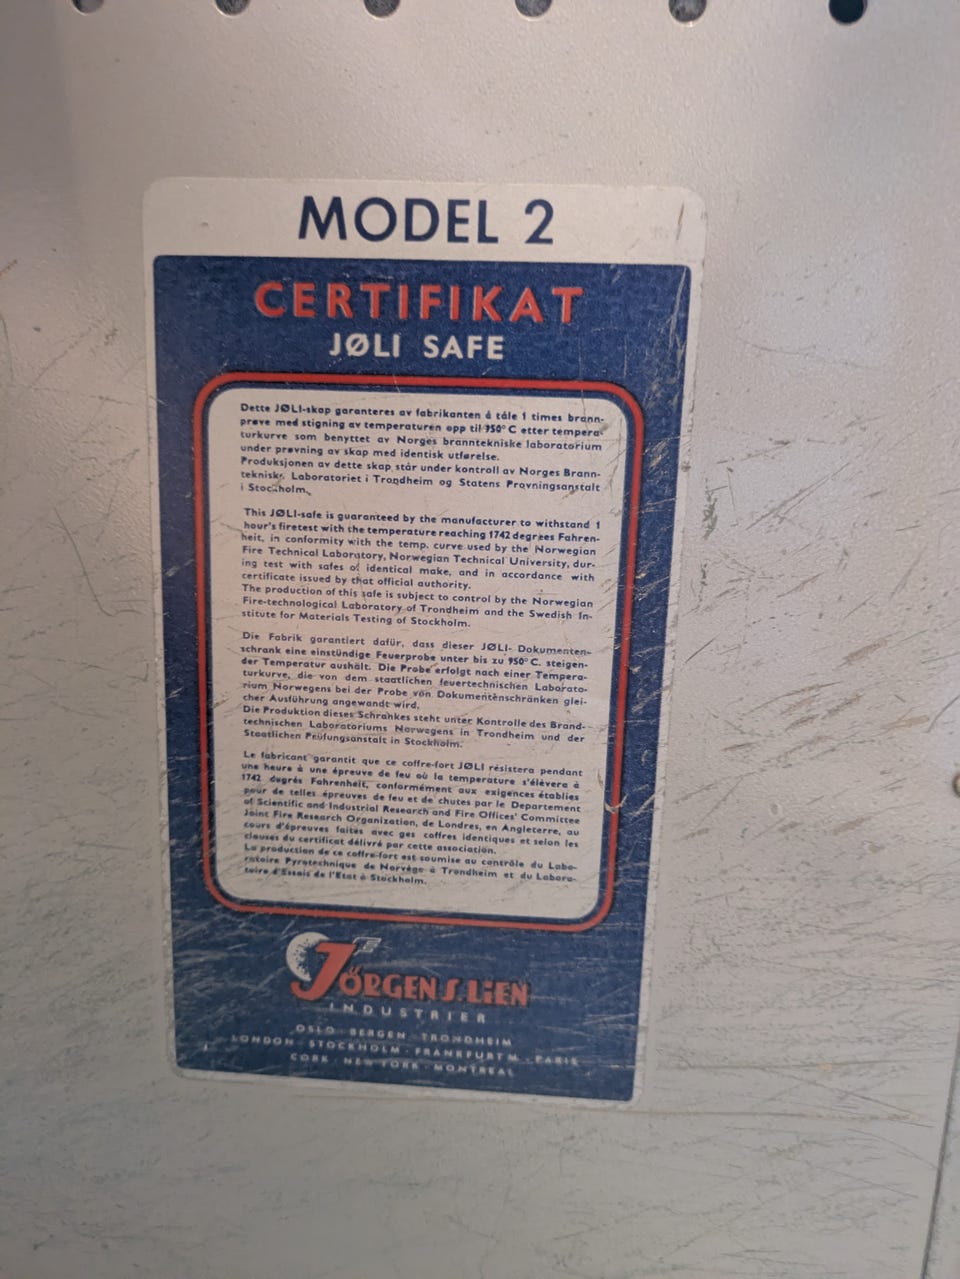 MODEL 2
CERTIFIKAT
JØLI SAFE
Dette JØLI-skap garanteres av fabrikanten å tåle 1 times brann-
prøve med stigning av temperaturen opp til 950° C etter tempera-
turkurve som benyttet av Norges branntekniske laboratorium
under prøvning av skap med identisk utførelse.
Produksjonen av dette skap står under kontroll av Norges Brann-
tekniske Laboratoriet i Trondheim og Statens Provningsanstalt
i Stockholm.
This JØLI-safe is guaranteed by the manufacturer to withstand 1
hour's firetest with the temperature reaching 1742 degrees Fahren-
heit, in conformity with the temp. curve used by the Norwegian
Fire Technical Laboratory, Norwegian Technical University, dur-
ing test with safes of identical make, and in accordance with
certificate issued by that official authority.
The production of this safe is subject to control by the Norwegian
Fire-technological Laboratory of Trondheim and the Swedish In-
stitute for Materials Testing of Stockholm.
Die Fabrik garantiert dafür, dass dieser JØLI- Dokumenten-
schrank eine einstündige Feuerprobe unter bis zu 950° C. steigen-
der Temperatur aushält. Die Probe erfolgt nach einer Tempera-
turkurve, die von dem staatlichen feuertechnischen Laborato-
rium Norwegens bei der Probe von Dokumentenschränken glei-
cher Ausführung angewandt wird.
Die Produktion dieses Schrankes steht unter Kontrolle des Brand-
technischen Laboratoriums Norwegens in Trondheim und der
Staatlichen Prüfungsanstalt in Stockholm.
Le fabricant garantit que ce coffre-fort JØLI résistera pendant
une heure à une épreuve de feu où la temperature s'élèvera à
1742 degrés Fahrenheit, conformément aux exigences établies
pour de telles épreuves de feu et de chutes par le Departement
of Scientific and Industrial Research and Fire Offices' Committee
Joint Fire Research Organization, de Londres, en Angleterre, au
cours d'épreuves faites avec ges coffres identiques et selon les
clauses du certificat délivré par cette association.
La production de ce coffre-fort est soumise au contrôle du Labo-
ratoire Pyrotechnique de Norvège à Trondheim et du Labora-
toire d'Essais de l'Etat à Stockholm.
JÖRGEN S. LIEN
INDUSTRIER
OSLO · BERGEN · TRONDHEIM
LONDON · STOCKHOLM · FRANKFURT M · PARIS
CORK · NEW YORK · MONTREAL